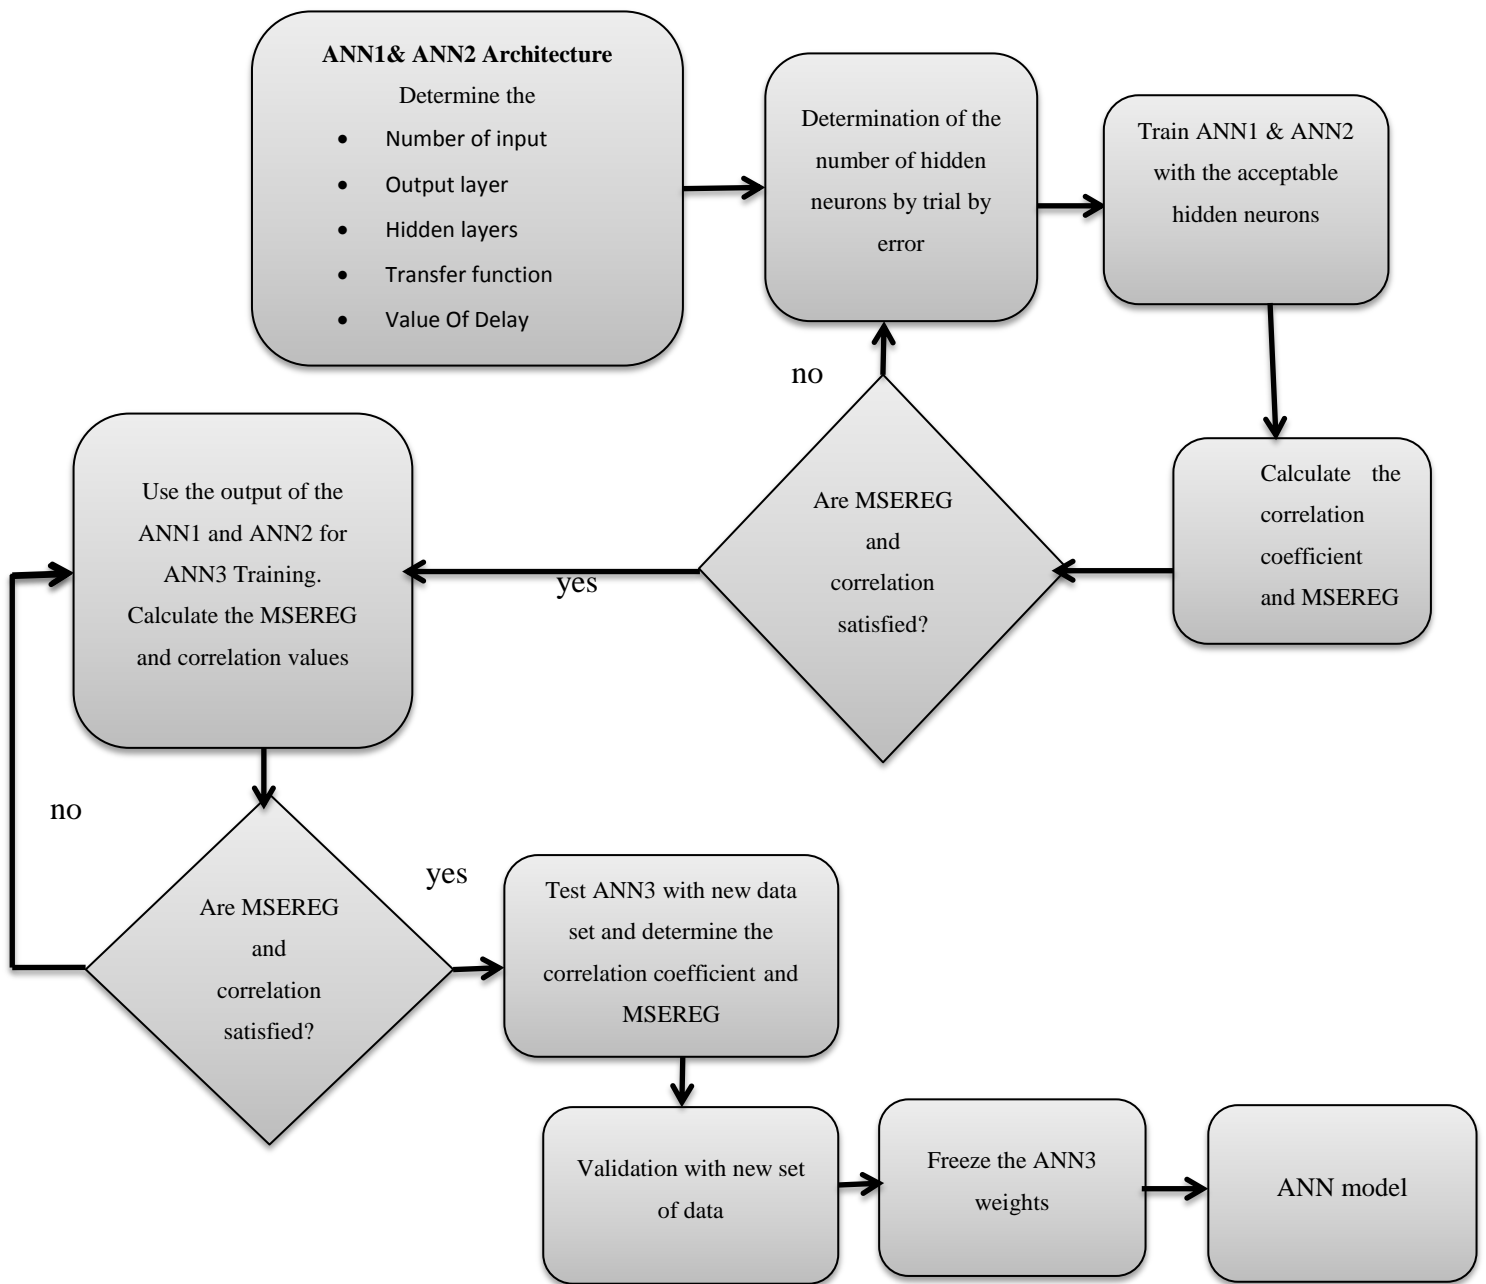 ANN1& ANN2 Architecture
Determine the
• Number of input
• Output layer
• Hidden layers
• Transfer function
• Value Of Delay
Determination of the
number of hidden
neurons by trial by
error
Train ANN1 & ANN2
with the acceptable
hidden neurons
Calculate the
correlation
coefficient
and MSEREG
no
Are MSEREG
and
correlation
satisfied?
yes
Use the output of the
ANN1 and ANN2 for
ANN3 Training.
Calculate the MSEREG
and correlation values
no
Are MSEREG
and
correlation
satisfied?
yes
Test ANN3 with new data
set and determine the
correlation coefficient and
MSEREG
Validation with new set
of data
Freeze the ANN3
weights
ANN model